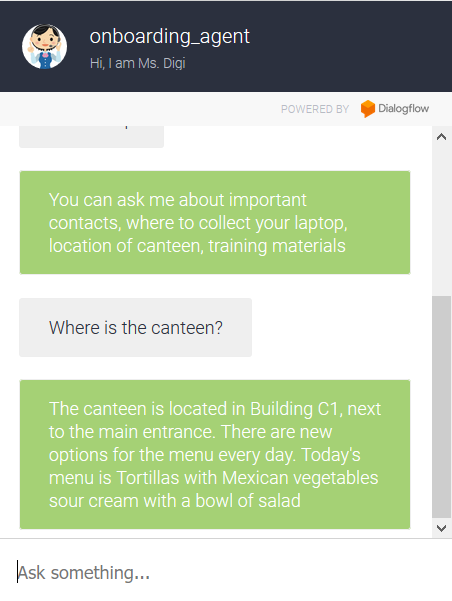 onboarding_agent
Hi, I am Ms. Digi
POWERED BY Dialogflow
You can ask me about important
contacts, where to collect your laptop,
location of canteen, training materials
Where is the canteen?
The canteen is located in Building C1, next
to the main entrance. There are new
options for the menu every day. Today's
menu is Tortillas with Mexican vegetables
sour cream with a bowl of salad
Ask something...